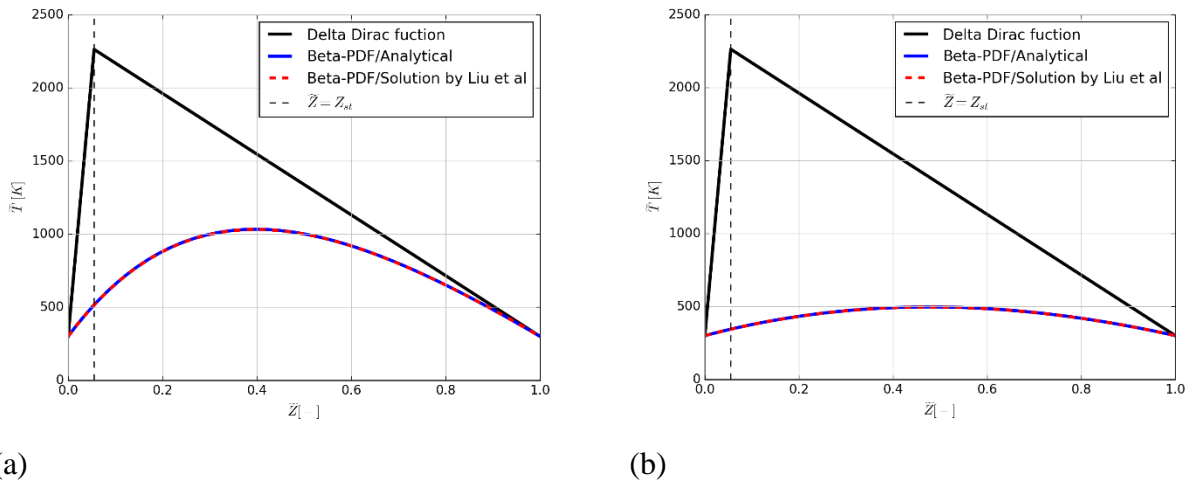 2500
2000
1500
1000
500
0
T̃ [K]
0.0 0.2 0.4 0.6 0.8 1.0
Z̃[−]
Delta Dirac fuction
Beta-PDF/Analytical
Beta-PDF/Solution by Liu et al
Z̃ = Z_st
(a)
2500
2000
1500
1000
500
0
T̃ [K]
0.0 0.2 0.4 0.6 0.8 1.0
Z̃[−]
Delta Dirac fuction
Beta-PDF/Analytical
Beta-PDF/Solution by Liu et al
Z̃ = Z_st
(b)